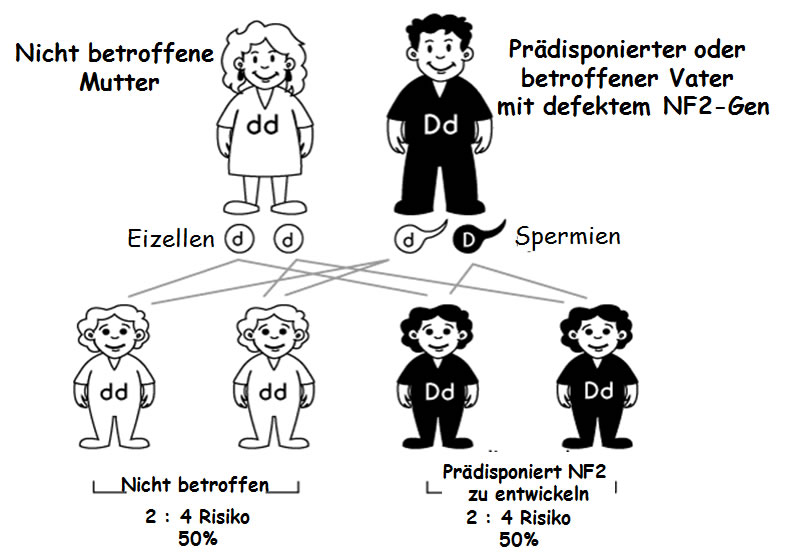 Nicht betroffene
Mutter
Prädisponierter oder
betroffener Vater
mit defektem NF2-Gen
dd
Dd
Eizellen
d
d
d
D
Spermien
dd
dd
Dd
Dd
Nicht betroffen
2 : 4 Risiko
50%
Prädisponiert NF2
zu entwickeln
2 : 4 Risiko
50%